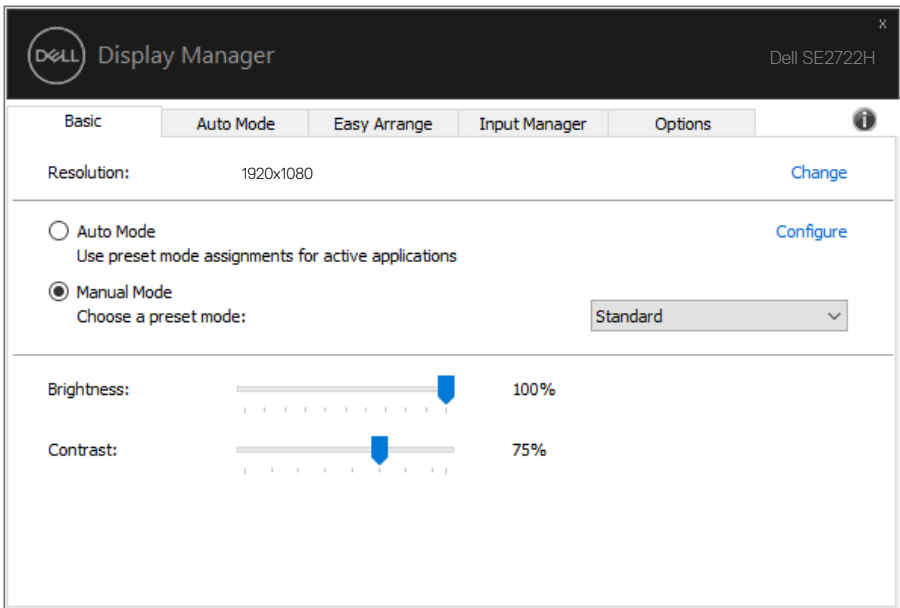 x
DELL Display Manager
Dell SE2722H
Basic Auto Mode Easy Arrange Input Manager Options i
Resolution: 1920x1080 Change
Auto Mode Configure
Use preset mode assignments for active applications
Manual Mode
Choose a preset mode: Standard
Brightness: 100%
Contrast: 75%